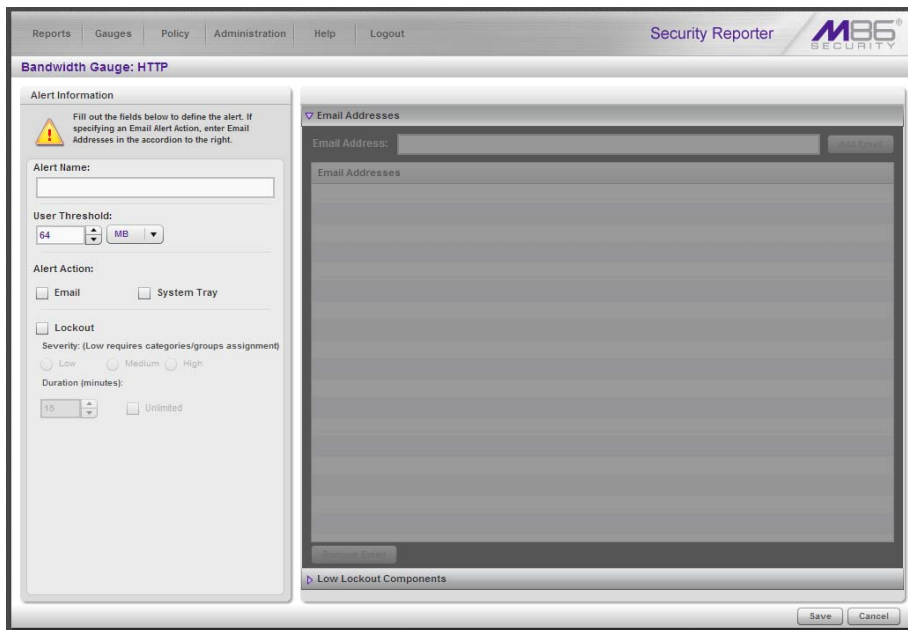 Reports Gauges Policy Administration Help Logout Security Reporter M86® SECURITY
Bandwidth Gauge: HTTP
Alert Information
Fill out the fields below to define the alert. If
specifying an Email Alert Action, enter Email
Addresses in the accordion to the right.
Alert Name:
User Threshold:
64 MB
Alert Action:
Email System Tray
Lockout
Severity: (Low requires categories/groups assignment)
Low Medium High
Duration (minutes):
15 Unlimited
Email Addresses
Email Address: Add Email
Email Addresses
Remove Email
Low Lockout Components
Save Cancel